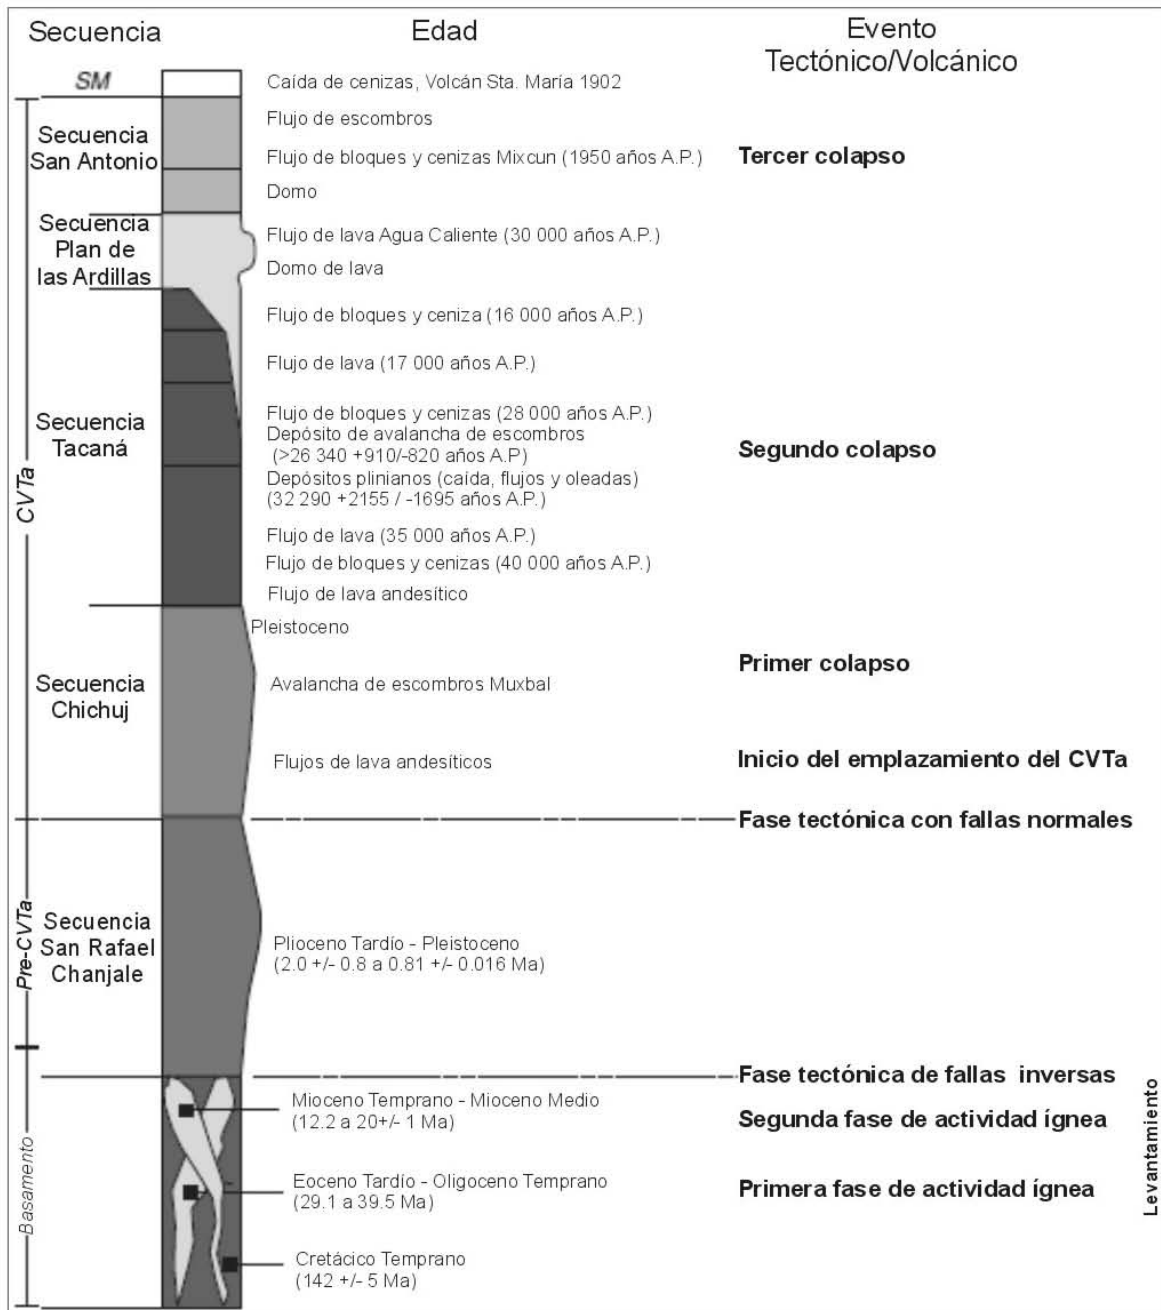 Secuencia
Edad
Evento
Tectónico/Volcánico
SM
Caída de cenizas, Volcán Sta. María 1902
Secuencia
San Antonio
Flujo de escombros
Flujo de bloques y cenizas Mixcun (1950 años A.P.)
Tercer colapso
Domo
Secuencia
Plan de
las Ardillas
Flujo de lava Agua Caliente (30 000 años A.P.)
Domo de lava
CVTa
Secuencia
Tacaná
Flujo de bloques y ceniza (16 000 años A.P.)
Flujo de lava (17 000 años A.P.)
Flujo de bloques y cenizas (28 000 años A.P.)
Depósito de avalancha de escombros
(>26 340 +910/-820 años A.P)
Segundo colapso
Depósitos plinianos (caída, flujos y oleadas)
(32 290 +2155 / -1695 años A.P.)
Flujo de lava (35 000 años A.P.)
Flujo de bloques y cenizas (40 000 años A.P.)
Flujo de lava andesítico
Secuencia
Chichuj
Pleistoceno
Primer colapso
Avalancha de escombros Muxbal
Flujos de lava andesíticos
Inicio del emplazamiento del CVTa
Fase tectónica con fallas normales
Pre-CVTa
Secuencia
San Rafael
Chanjale
Plioceno Tardío - Pleistoceno
(2.0 +/- 0.8 a 0.81 +/- 0.016 Ma)
Fase tectónica de fallas inversas
Basamento
Mioceno Temprano - Mioceno Medio
(12.2 a 20+/- 1 Ma)
Segunda fase de actividad ígnea
Eoceno Tardío - Oligoceno Temprano
(29.1 a 39.5 Ma)
Primera fase de actividad ígnea
Levantamiento
Cretácico Temprano
(142 +/- 5 Ma)